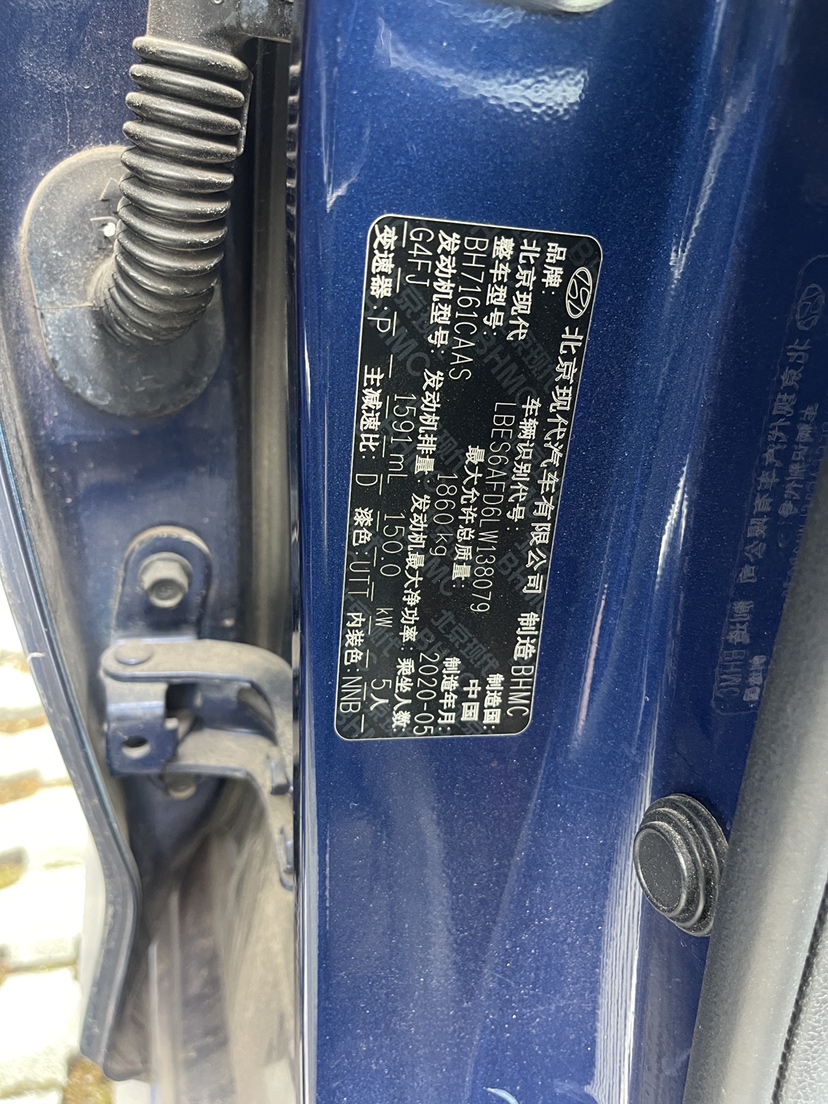 北京现代汽车有限公司 制造 BHMC
品牌: 车辆识别代号: 制造国:
北京现代 LBES6AFD6LW138079 中国
整车型号: 最大允许总质量: 制造年月:
BH7161CAAS 1860 kg 2020-05
发动机型号: 发动机排量: 发动机最大净功率: 乘坐人数:
G4FJ 1591 mL 150.0 kW 5人
变速器: P 主减速比: D 漆色: UTT 内装色: NNB